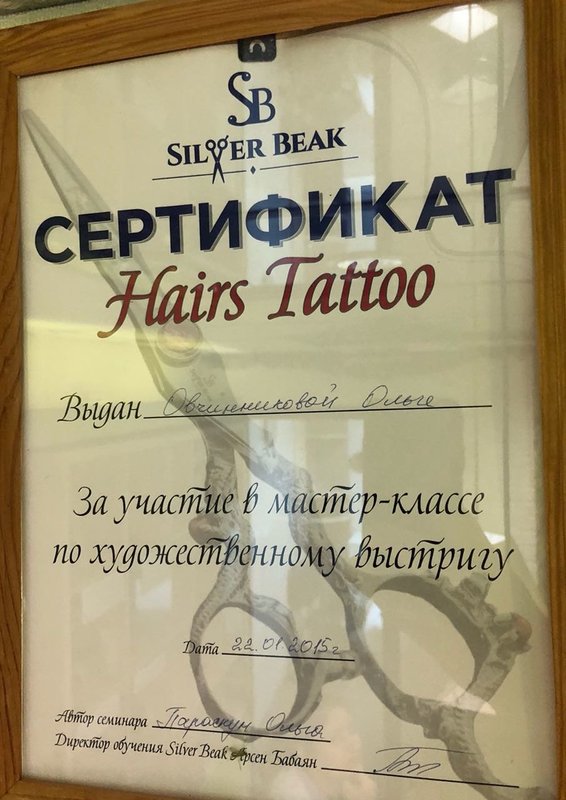 SB
SILVER BEAK
СЕРТИФИКАТ
Hairs Tattoo
Выдан Овчинниковой Ольге
За участие в мастер-классе
по художественному выстригу
Дата 22.01.2015г
Автор семинара Параскун Ольга
Директор обучения Silver Beak Арсен Бабаян